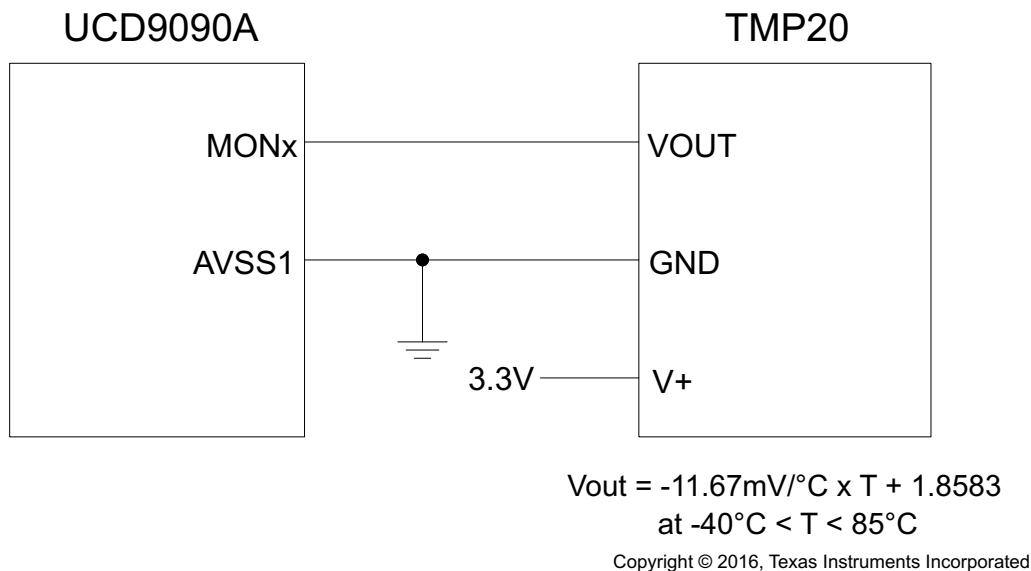 UCD9090A
TMP20
MONx
VOUT
AVSS1
GND
3.3V
V+
Vout = -11.67mV/°C x T + 1.8583
at -40°C < T < 85°C
Copyright © 2016, Texas Instruments Incorporated